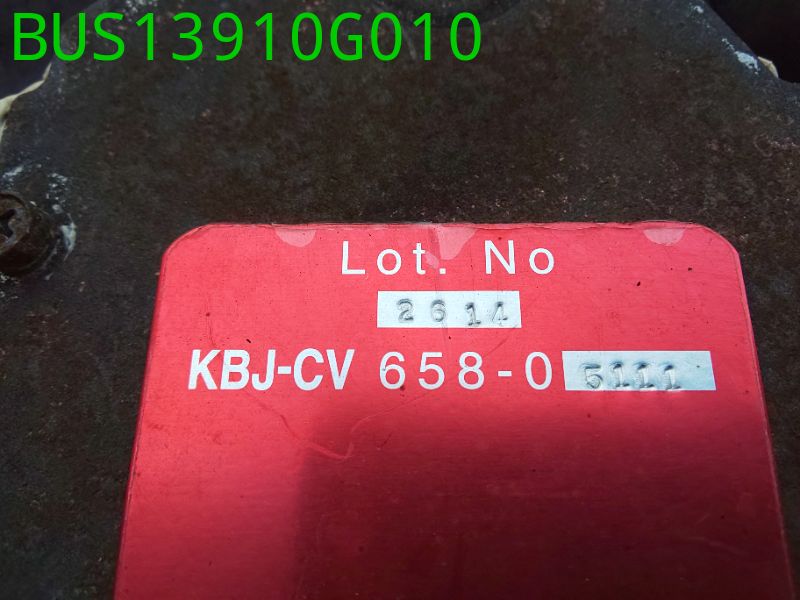 BUS13910G010
Lot. No
2614
KBJ-CV 658-0 5111